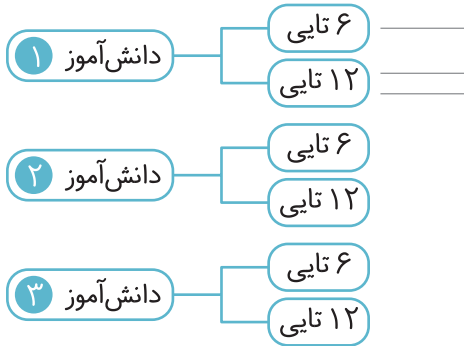 دانش‌آموز ۱
۶ تایی
۱۲ تایی
دانش‌آموز ۲
۶ تایی
۱۲ تایی
دانش‌آموز ۳
۶ تایی
۱۲ تایی